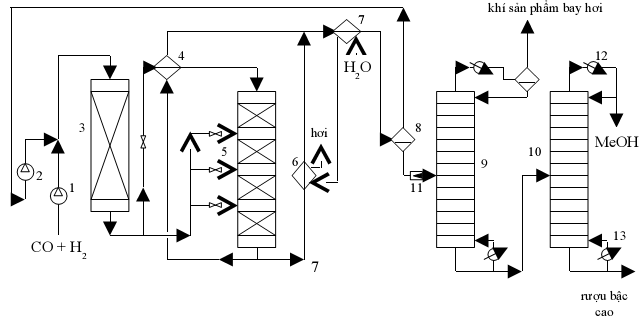 khí sản phẩm bay hơi
7
12
4
H₂O
3
hơi
8
MeOH
5
6
9
10
2
1
11
CO + H₂
13
7
rượu bậc
cao